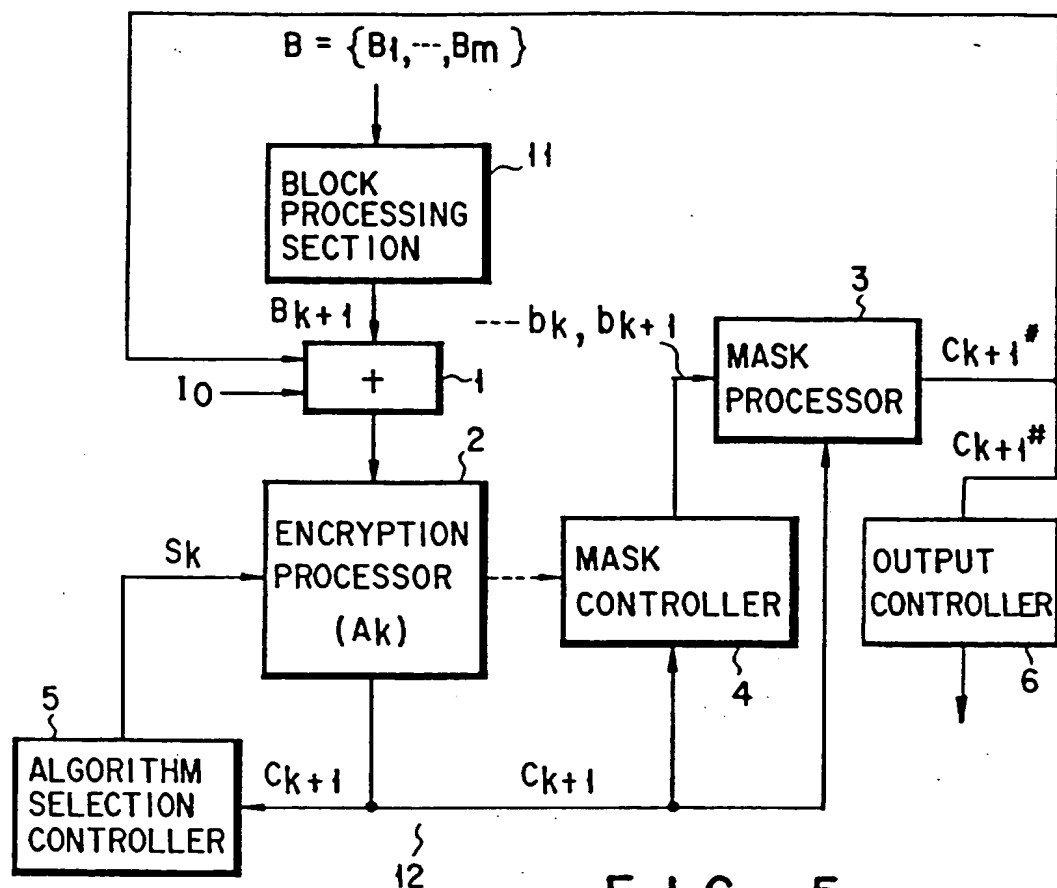 B = {B1, ---, Bm}
11
BLOCK
PROCESSING
SECTION
Bk+1
--- bk, bk+1
3
MASK
PROCESSOR
Ck+1#
I0
+
1
Ck+1#
2
ENCRYPTION
PROCESSOR
(Ak)
Sk
MASK
CONTROLLER
4
OUTPUT
CONTROLLER
6
5
ALGORITHM
SELECTION
CONTROLLER
Ck+1
Ck+1
12